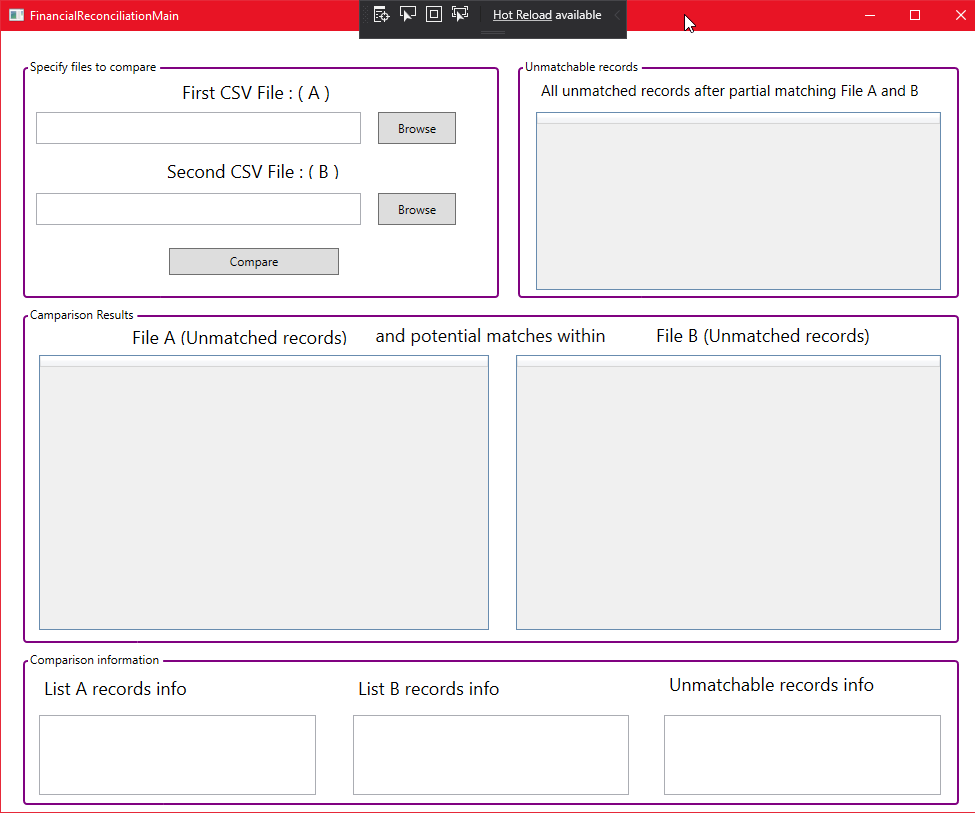 FinancialReconciliationMain
Hot Reload available
Specify files to compare
First CSV File : ( A )
Browse
Second CSV File : ( B )
Browse
Compare
Unmatchable records
All unmatched records after partial matching File A and B
Camparison Results
File A (Unmatched records) and potential matches within File B (Unmatched records)
Comparison information
List A records info List B records info Unmatchable records info